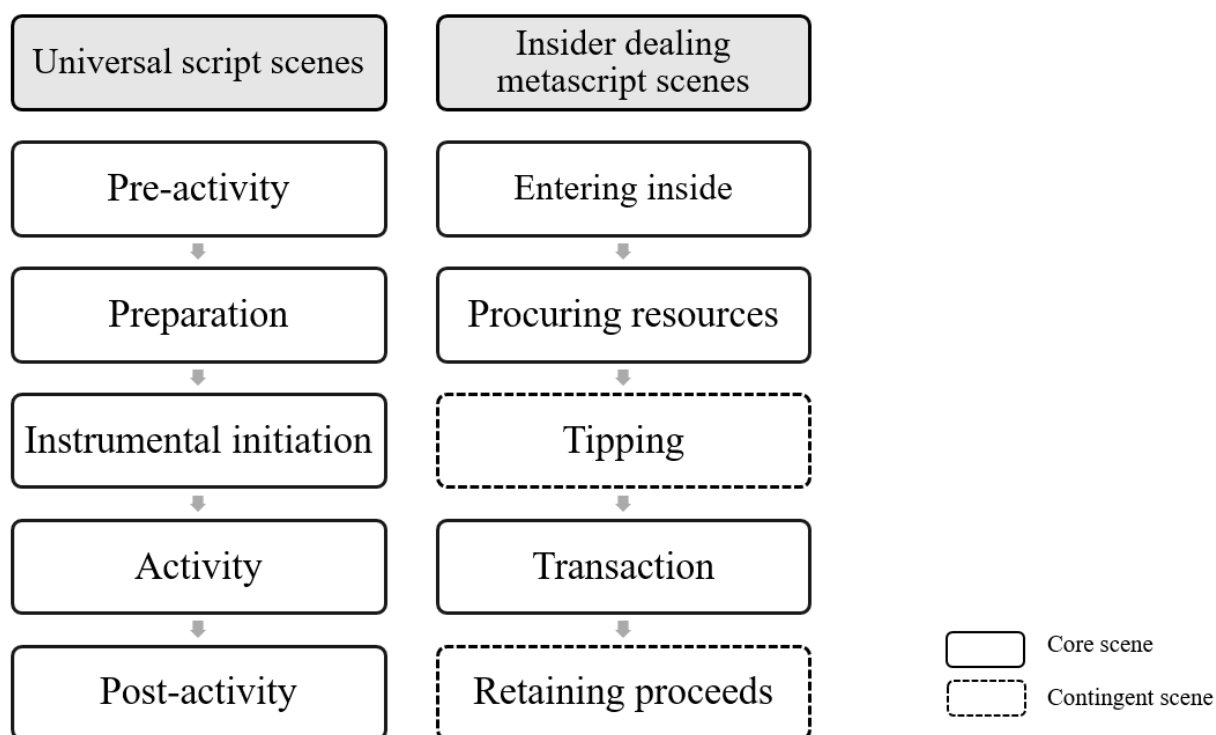 Universal script scenes
Insider dealing
metascript scenes
Pre-activity
Entering inside
Preparation
Procuring resources
Instrumental initiation
Tipping
Activity
Transaction
Post-activity
Retaining proceeds
Core scene
Contingent scene